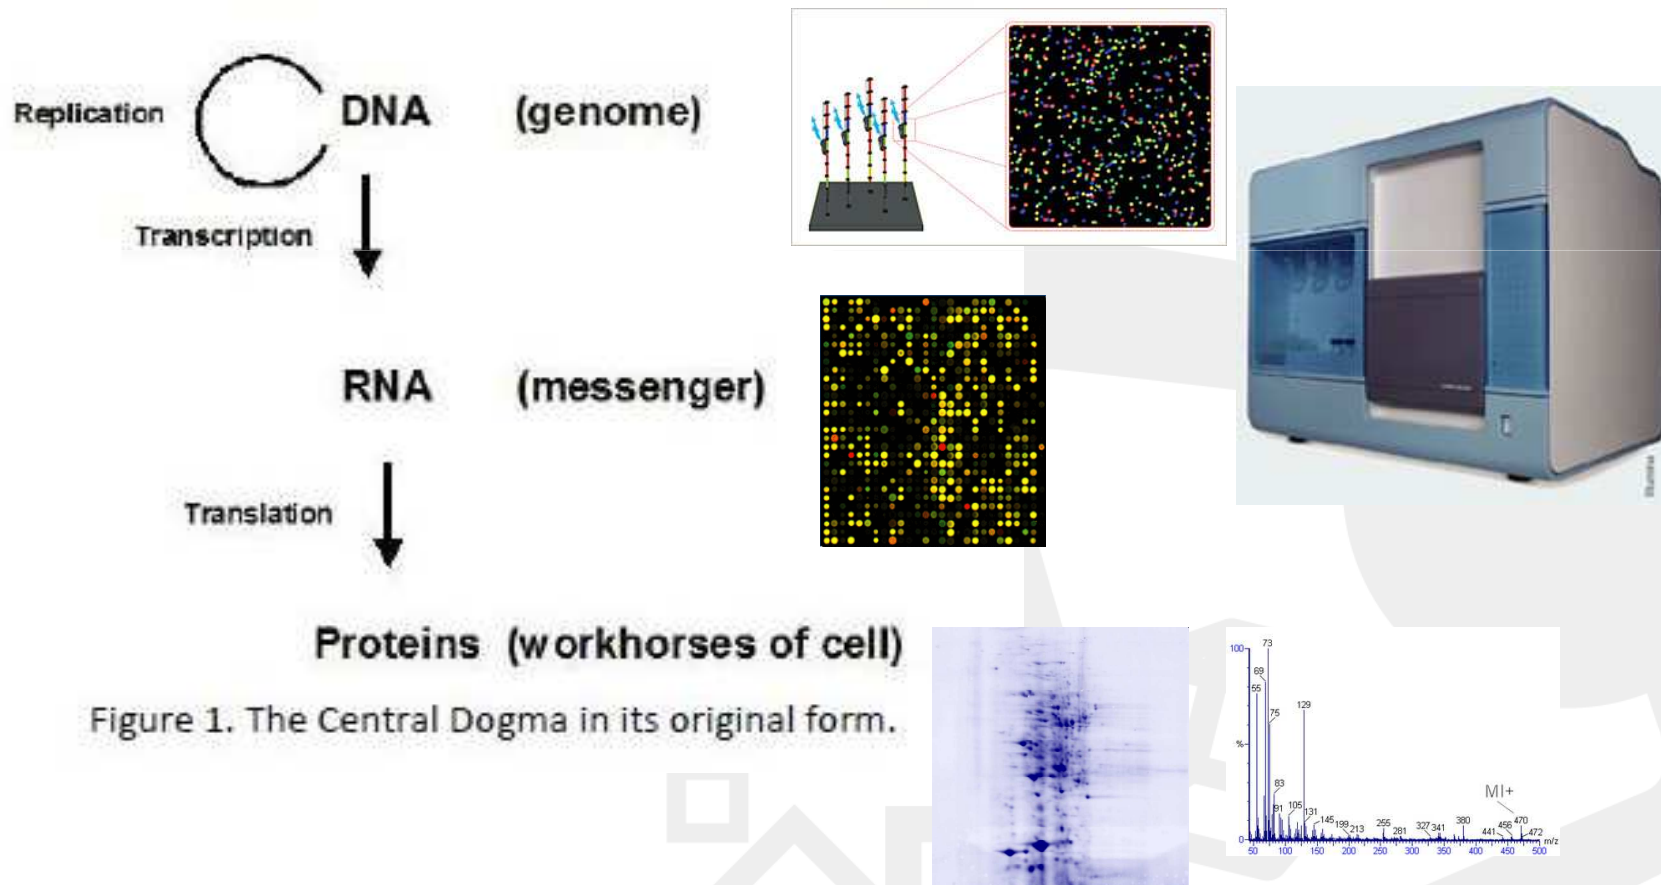 Replication
DNA (genome)
Transcription
RNA (messenger)
Translation
Proteins (workhorses of cell)
Figure 1. The Central Dogma in its original form.
illumina
100
%
0
73
69
55
75
129
83
91
105
131
145
199
213
255
281
327
341
380
441
456
MI+
470
472
50 100 150 200 250 300 350 400 450 500 m/z